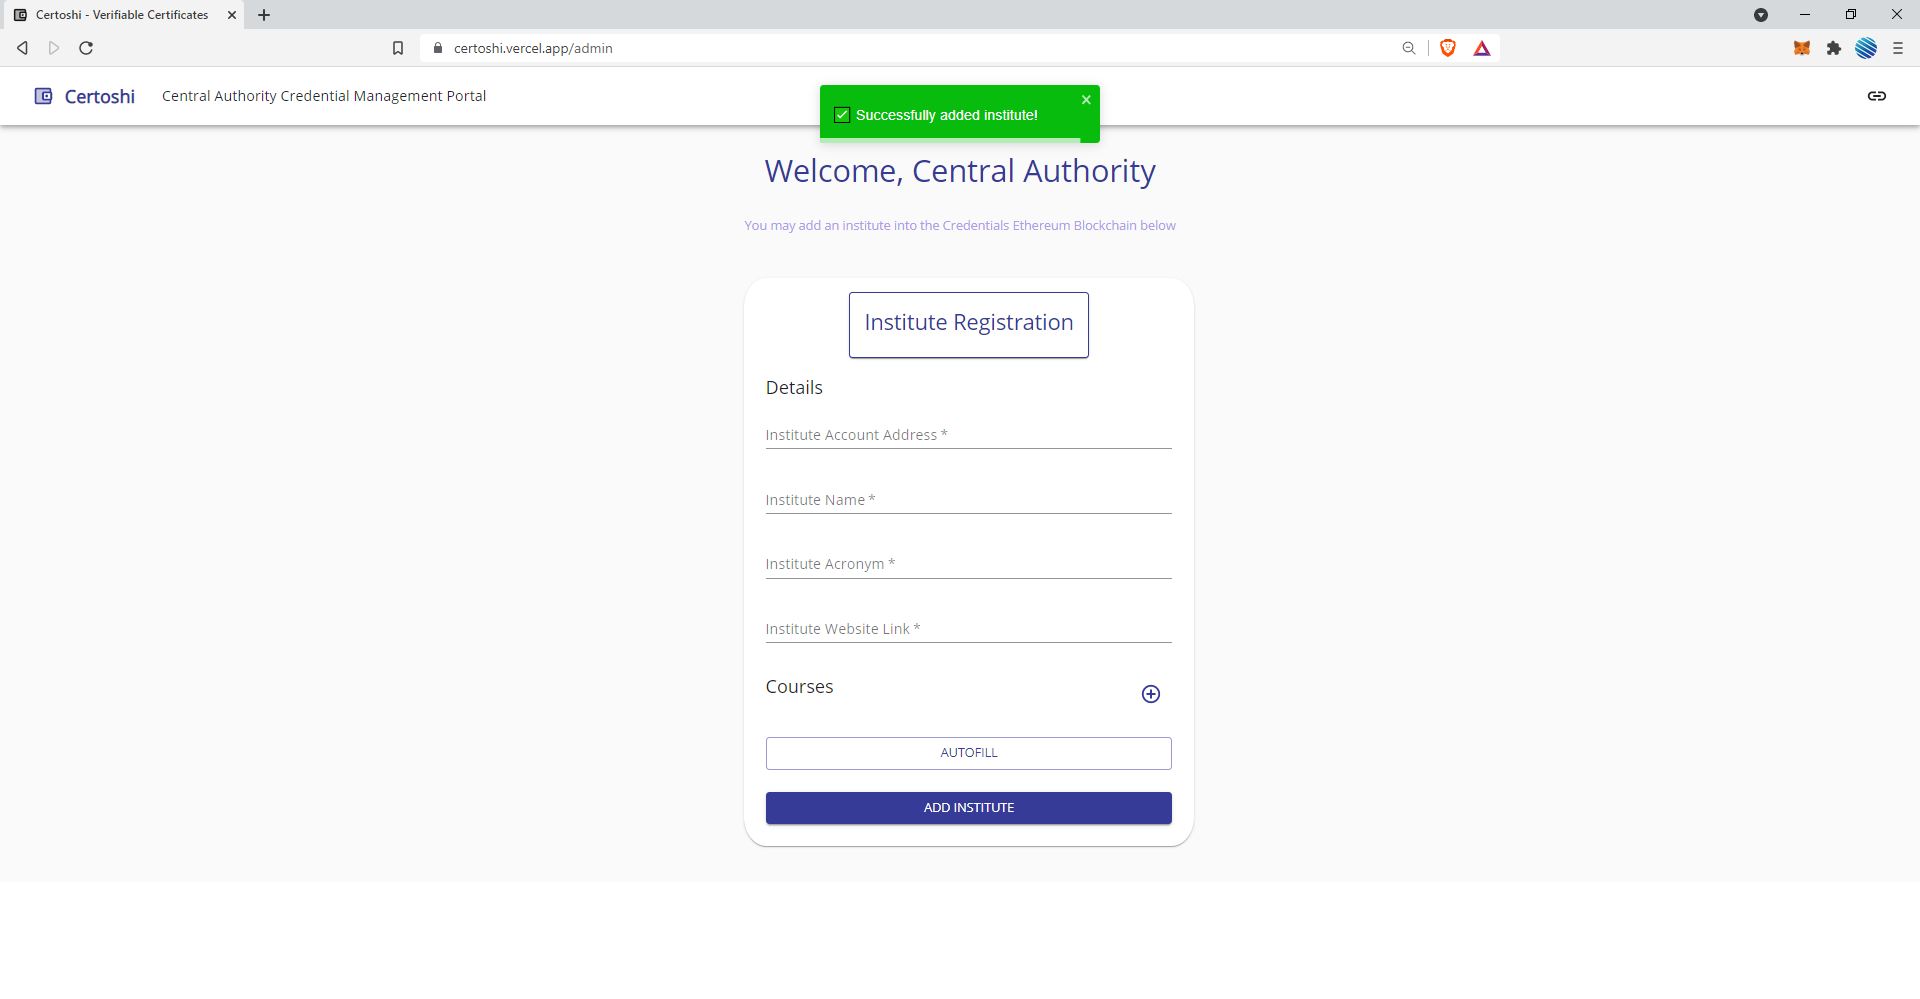 Certoshi - Verifiable Certificates
certoshi.vercel.app/admin
Certoshi
Central Authority Credential Management Portal
Successfully added institute!
Welcome, Central Authority
You may add an institute into the Credentials Ethereum Blockchain below
Institute Registration
Details
Institute Account Address *
Institute Name *
Institute Acronym *
Institute Website Link *
Courses
AUTOFILL
ADD INSTITUTE